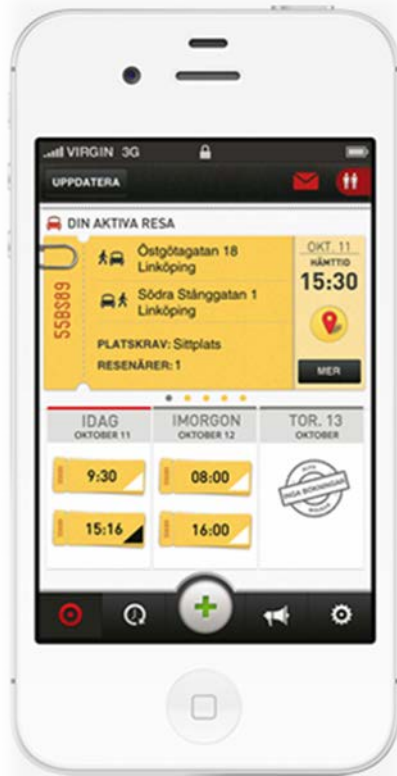 VIRGIN 3G
UPPDATERA
DIN AKTIVA RESA
55BS89
Östgötagatan 18
Linköping
Södra Stånggatan 1
Linköping
PLATSKRAV: Sittplats
RESENÄRER: 1
OKT. 11
HÄMTTID
15:30
MER
IDAG
OKTOBER 11
IMORGON
OKTOBER 12
TOR. 13
OKTOBER
9:30
08:00
INGA BOKNINGAR
15:16
16:00